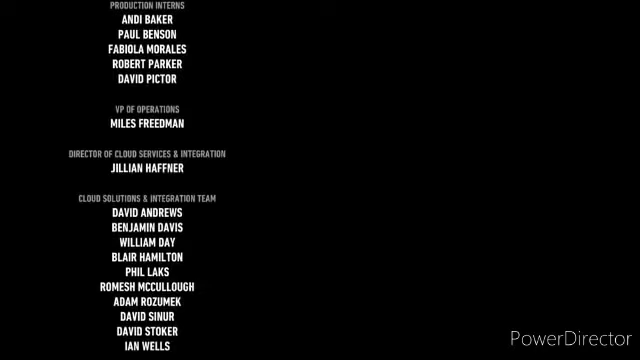 PRODUCTION INTERNS
ANDI BAKER
PAUL BENSON
FABIOLA MORALES
ROBERT PARKER
DAVID PICTOR
VP OF OPERATIONS
MILES FREEDMAN
DIRECTOR OF CLOUD SERVICES & INTEGRATION
JILLIAN HAFFNER
CLOUD SOLUTIONS & INTEGRATION TEAM
DAVID ANDREWS
BENJAMIN DAVIS
WILLIAM DAY
BLAIR HAMILTON
PHIL LAKS
ROMESH MCCULLOUGH
ADAM ROZUMEK
DAVID SINUR
DAVID STOKER
IAN WELLS
PowerDirector